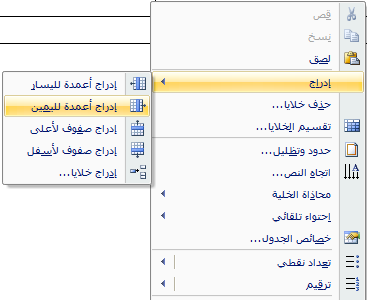 قص
نسخ
لصق
إدراج
حذف خلايا...
تقسيم الخلايا...
حدود وتظليل...
اتجاه النص...
محاذاة الخلية
إحتواء تلقائي
خصائص الجدول...
تعداد نقطي
ترقيم
إدراج أعمدة لليسار
إدراج أعمدة لليمين
إدراج صفوف لأعلى
إدراج صفوف لأسفل
إدراج خلايا...